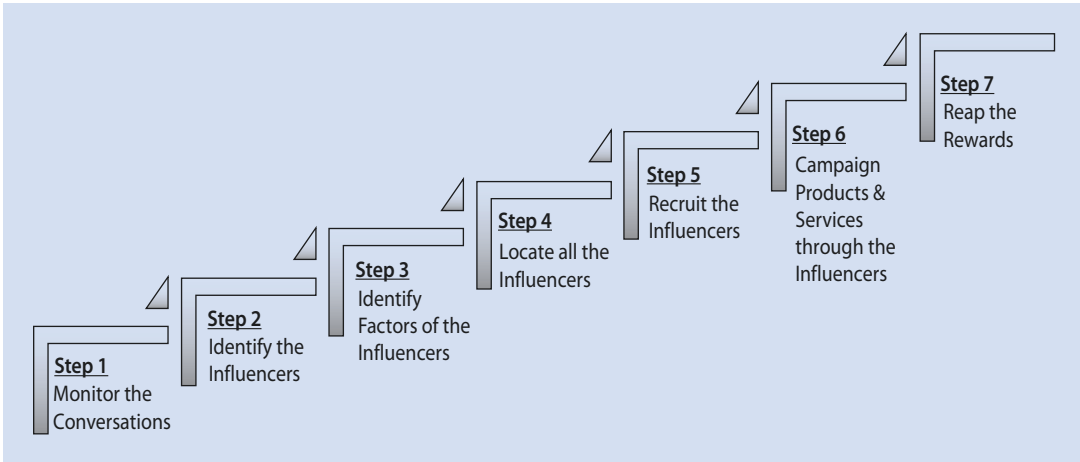 Step 1
Monitor the
Conversations
Step 2
Identify the
Influencers
Step 3
Identify
Factors of the
Influencers
Step 4
Locate all the
Influencers
Step 5
Recruit the
Influencers
Step 6
Campaign
Products &
Services
through the
Influencers
Step 7
Reap the
Rewards